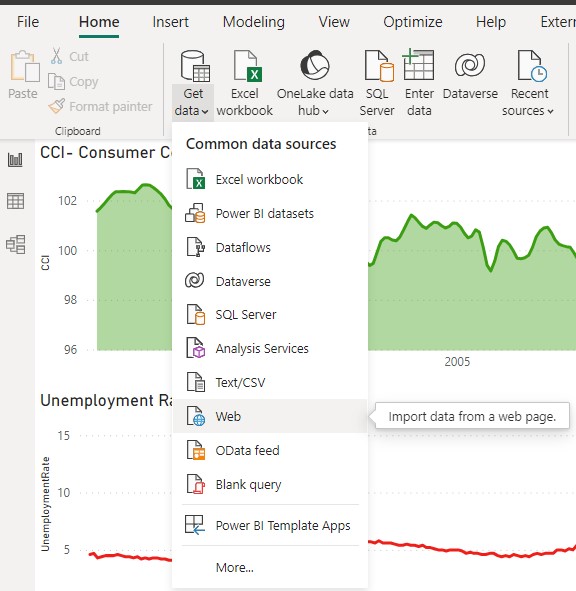 File Home Insert Modeling View Optimize Help Extern
Paste
Cut
Copy
Format painter
Clipboard
Get data
Excel workbook
OneLake data hub
SQL Server
Enter data
Dataverse
Recent sources
ta
CCI- Consumer C
102
100
98
96
CCI
2005
Common data sources
Excel workbook
Power BI datasets
Dataflows
Dataverse
SQL Server
Analysis Services
Text/CSV
Web
Import data from a web page.
OData feed
Blank query
Power BI Template Apps
More...
Unemployment Ra
15
10
5
UnemploymentRate